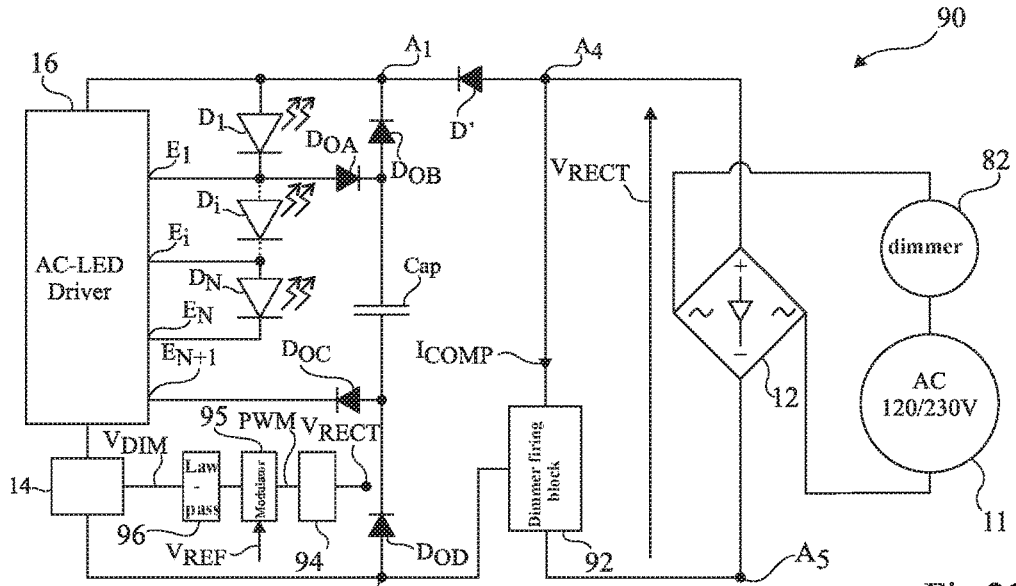 90
A1
A4
16
D1
DOA
D'
DOB
VRECT
82
dimmer
E1
Di
Ei
AC-LED
Driver
DN
EN
EN+1
Cap
DOC
ICOMP
12
AC
120/230V
11
VDIM
95
PWM
VRECT
14
Law
-
pass
Modulator
Dimmer firing
block
96
VREF
94
DOD
92
A5